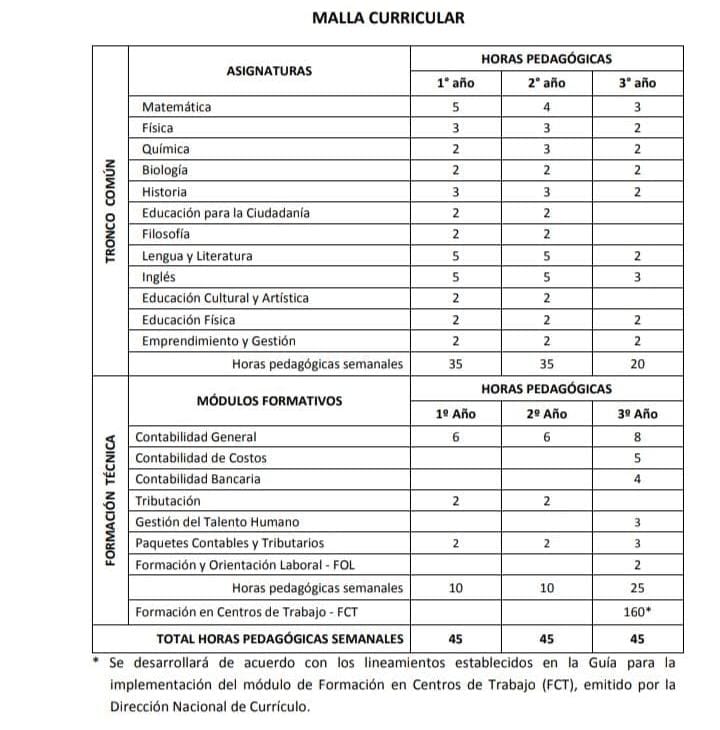 MALLA CURRICULAR
TRONCO COMÚN
ASIGNATURAS
HORAS PEDAGÓGICAS
1° año 2° año 3° año
Matemática 5 4 3
Física 3 3 2
Química 2 3 2
Biología 2 2 2
Historia 3 3 2
Educación para la Ciudadanía 2 2
Filosofía 2 2
Lengua y Literatura 5 5 2
Inglés 5 5 3
Educación Cultural y Artística 2 2
Educación Física 2 2 2
Emprendimiento y Gestión 2 2 2
Horas pedagógicas semanales 35 35 20
FORMACIÓN TÉCNICA
MÓDULOS FORMATIVOS
HORAS PEDAGÓGICAS
1º Año 2º Año 3º Año
Contabilidad General 6 6 8
Contabilidad de Costos 5
Contabilidad Bancaria 4
Tributación 2 2
Gestión del Talento Humano 3
Paquetes Contables y Tributarios 2 2 3
Formación y Orientación Laboral - FOL 2
Horas pedagógicas semanales 10 10 25
Formación en Centros de Trabajo - FCT 160*
TOTAL HORAS PEDAGÓGICAS SEMANALES 45 45 45
* Se desarrollará de acuerdo con los lineamientos establecidos en la Guía para la
implementación del módulo de Formación en Centros de Trabajo (FCT), emitido por la
Dirección Nacional de Currículo.